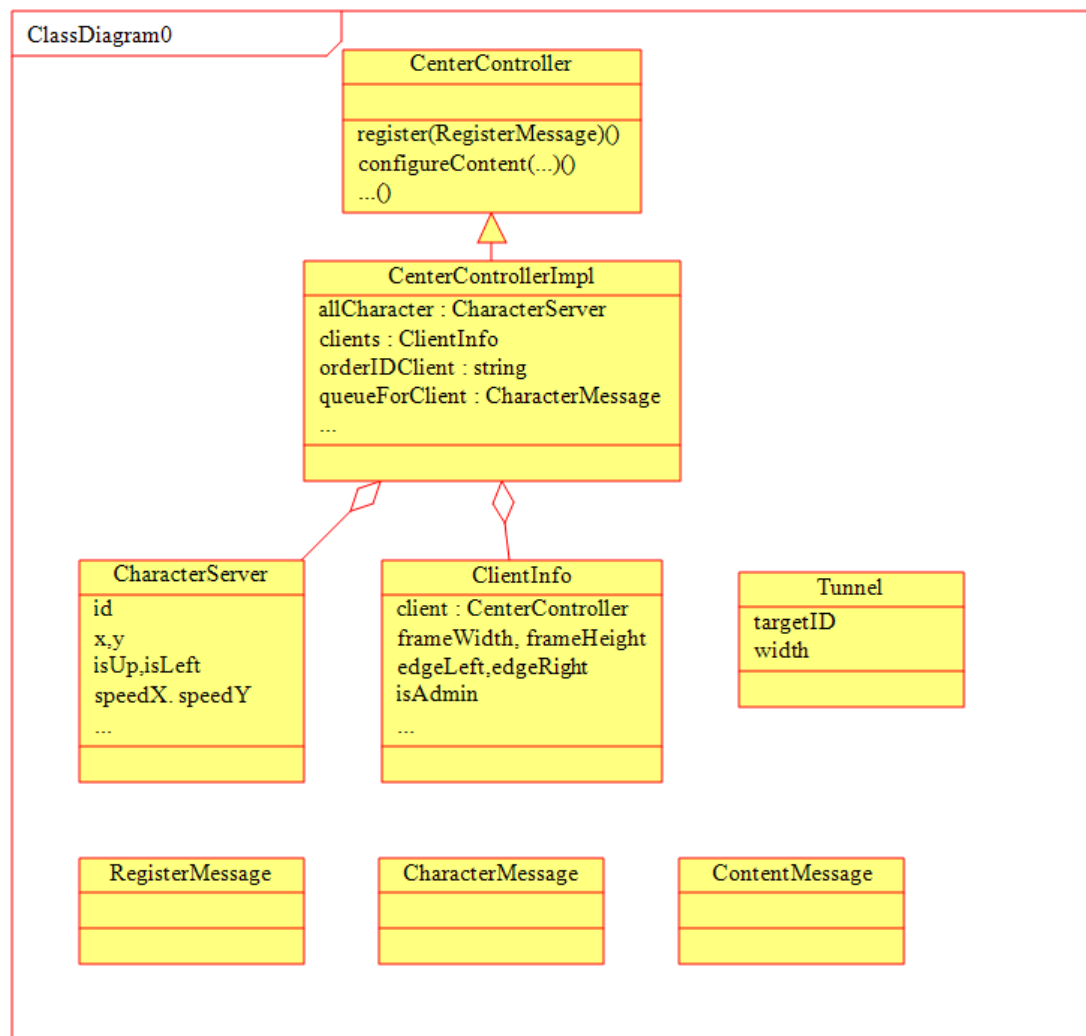 ClassDiagram0
CenterController
register(RegisterMessage)()
configureContent(...)()
...()
CenterControllerImpl
allCharacter : CharacterServer
clients : ClientInfo
orderIDClient : string
queueForClient : CharacterMessage
...
CharacterServer
id
x,y
isUp,isLeft
speedX. speedY
...
ClientInfo
client : CenterController
frameWidth, frameHeight
edgeLeft,edgeRight
isAdmin
...
Tunnel
targetID
width
RegisterMessage
CharacterMessage
ContentMessage